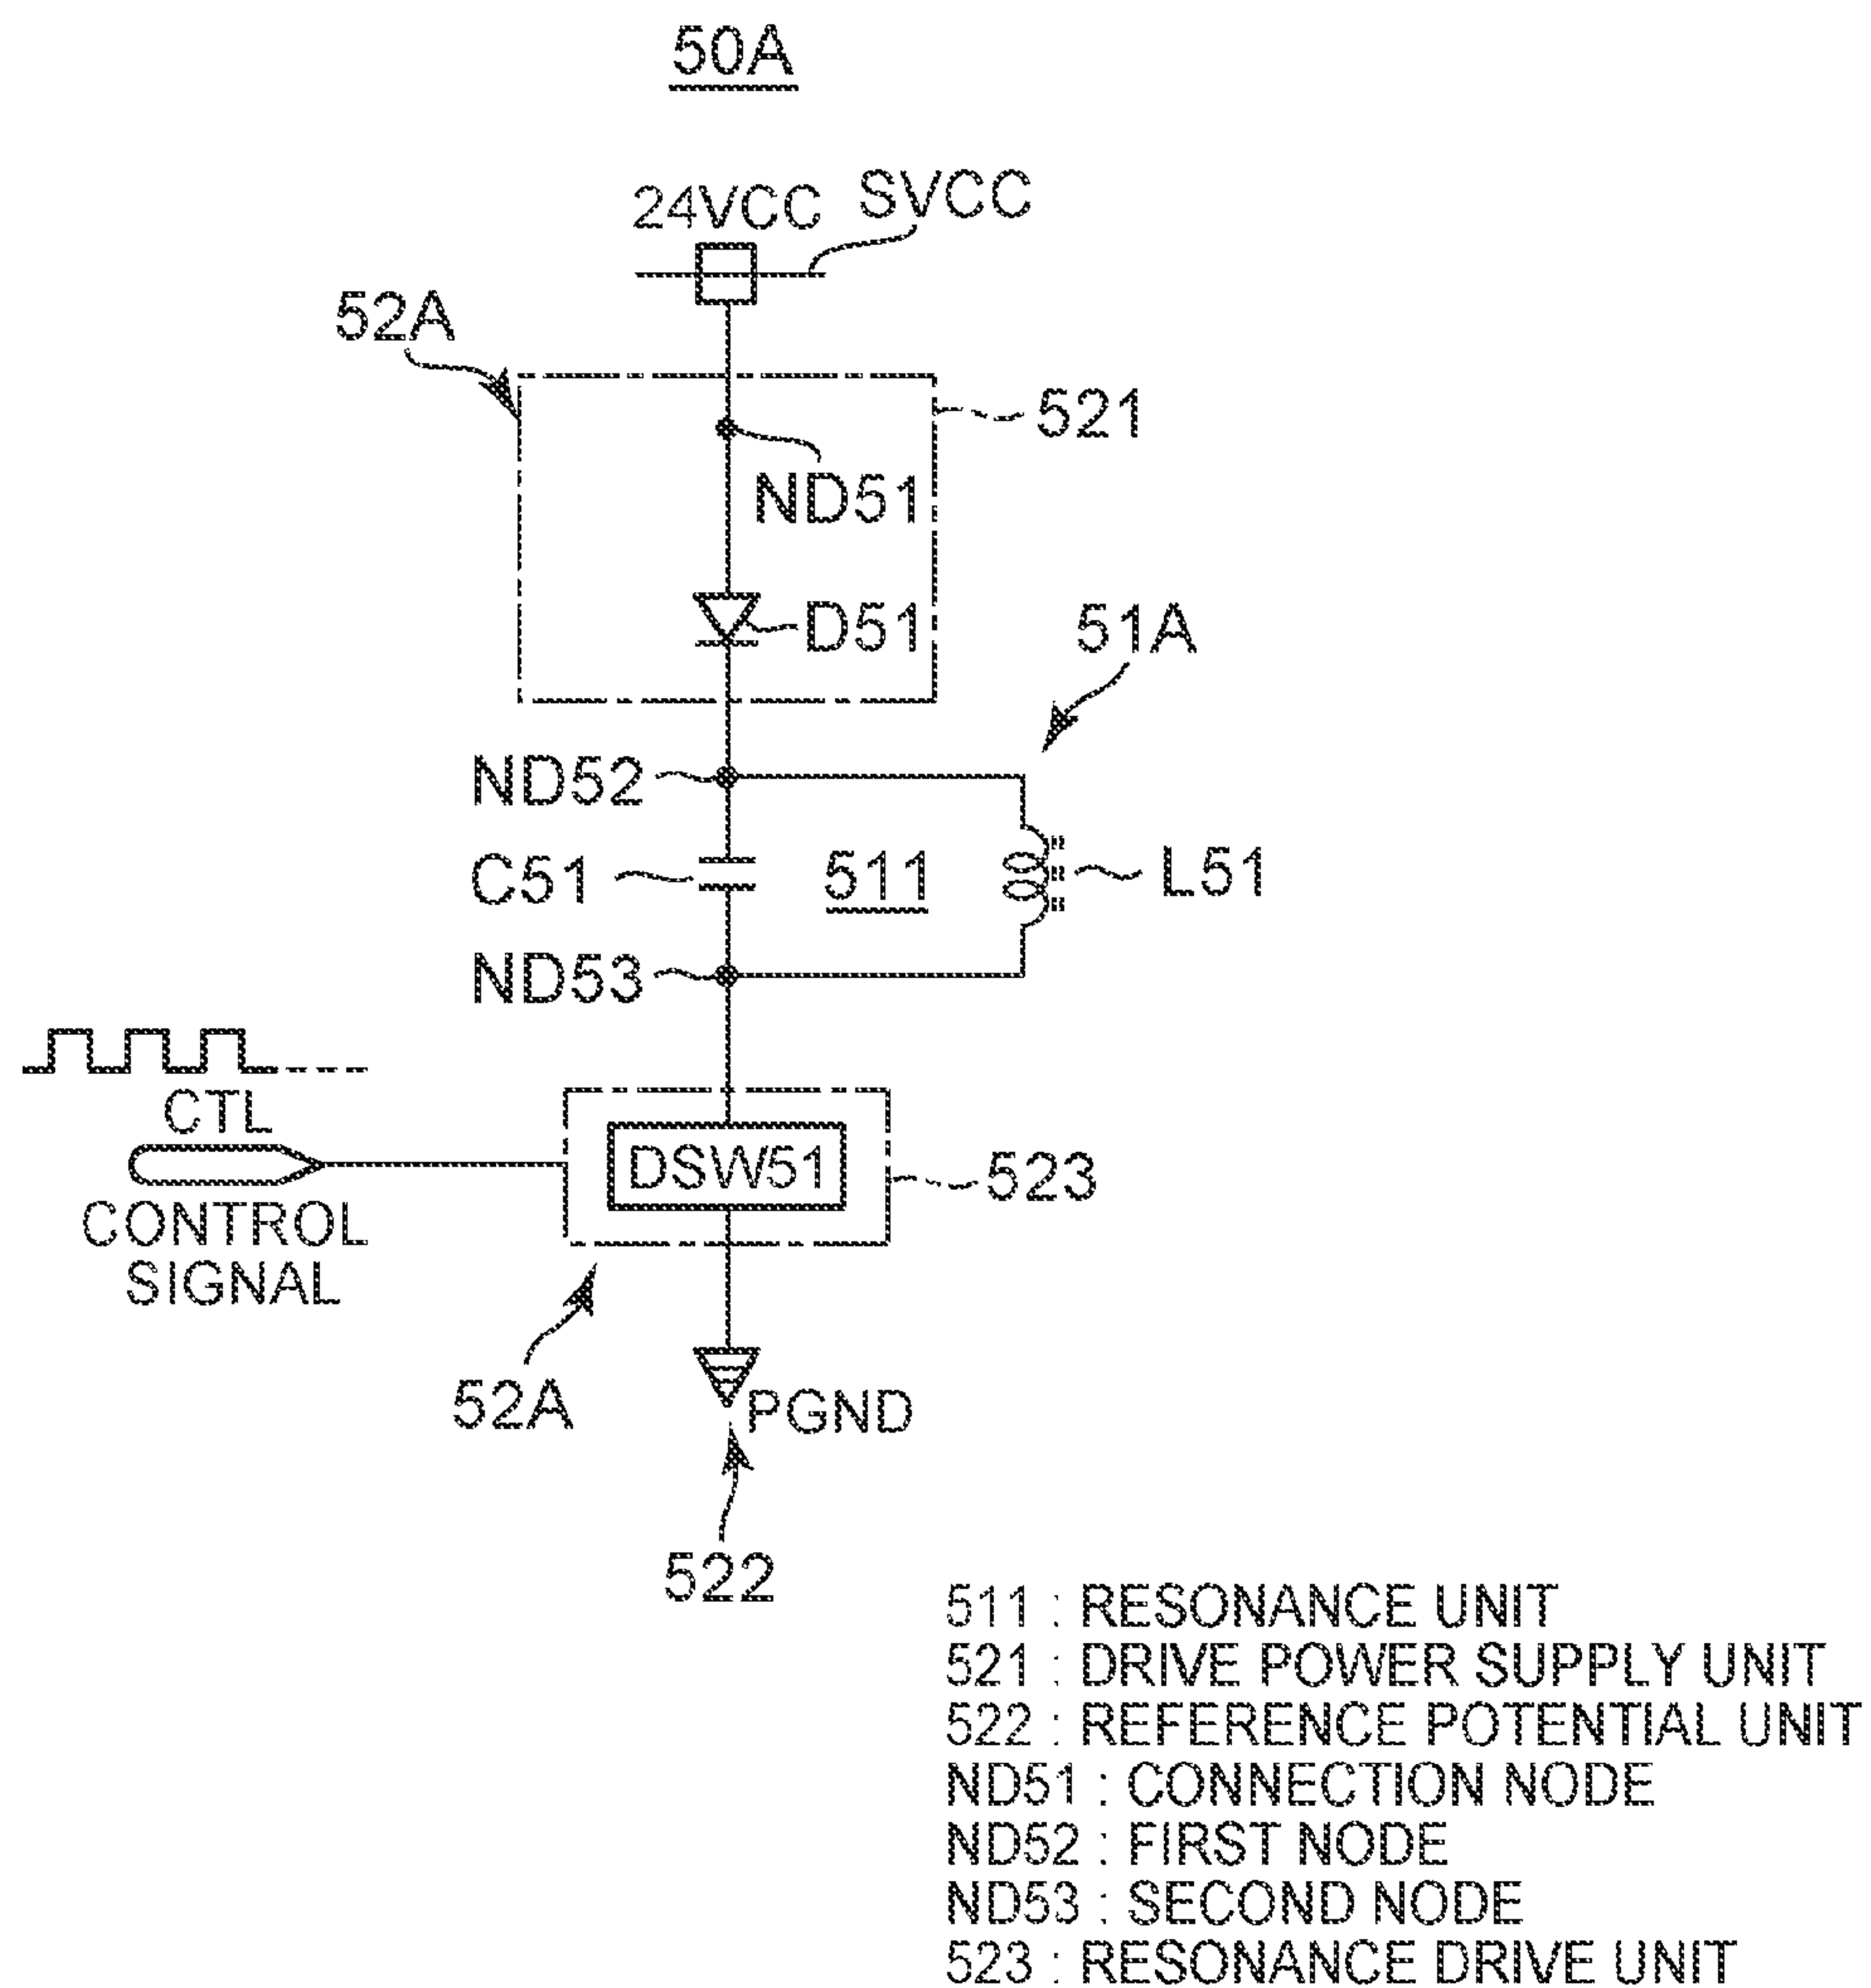 50A
24VCC SVCC
52A
521
ND51
D51
51A
ND52
C51 511 L51
ND53
CTL
DSW51
523
CONTROL
SIGNAL
52A
PGND
522
511 : RESONANCE UNIT
521 : DRIVE POWER SUPPLY UNIT
522 : REFERENCE POTENTIAL UNIT
ND51 : CONNECTION NODE
ND52 : FIRST NODE
ND53 : SECOND NODE
523 : RESONANCE DRIVE UNIT